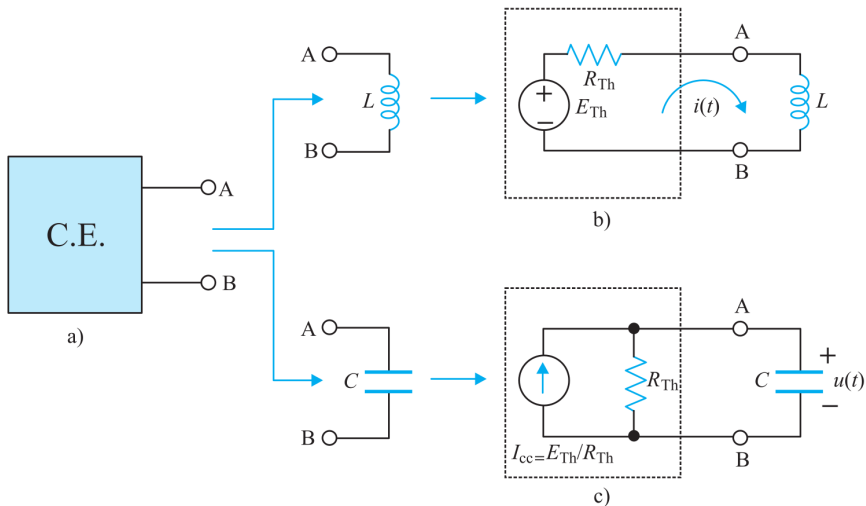 C.E.
A
B
a)
A
L
B
R_Th
+
E_Th
−
i(t)
A
L
B
b)
A
C
B
R_Th
I_cc=E_Th/R_Th
A
C
+
u(t)
−
B
c)